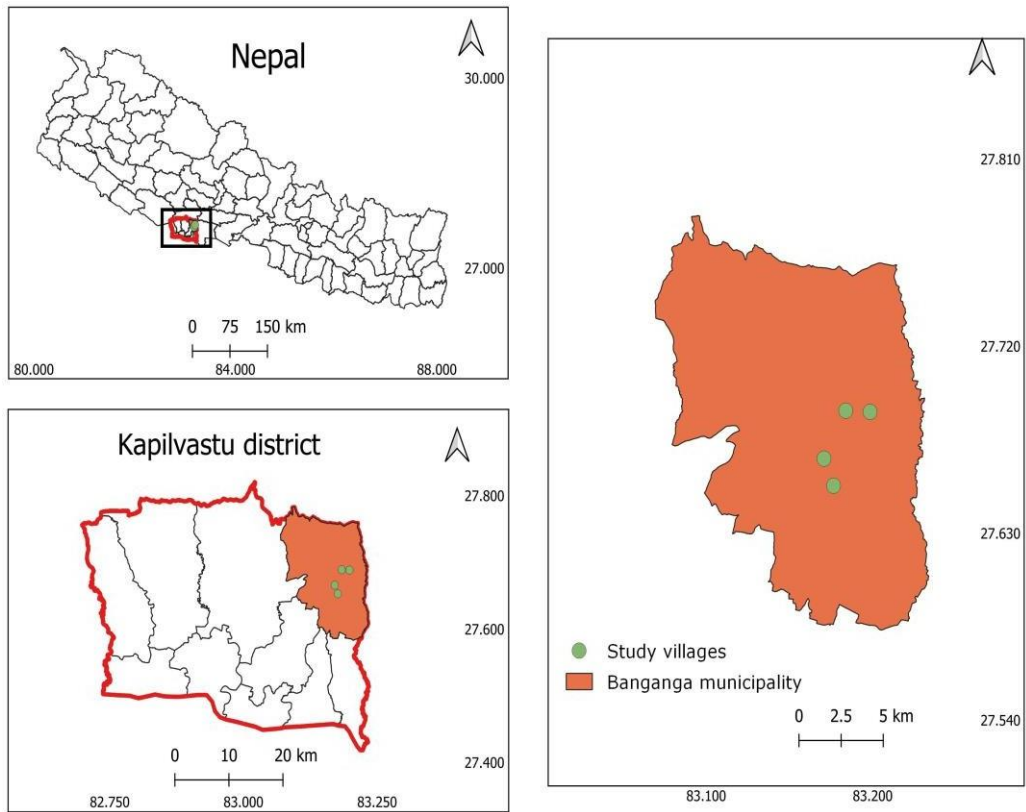 Nepal
30.000
27.000
0 75 150 km
80.000 84.000 88.000
Kapilvastu district
27.800
27.600
0 10 20 km
27.400
82.750 83.000 83.250
27.810
27.720
27.630
Study villages
Banganga municipality
0 2.5 5 km
27.540
83.100 83.200